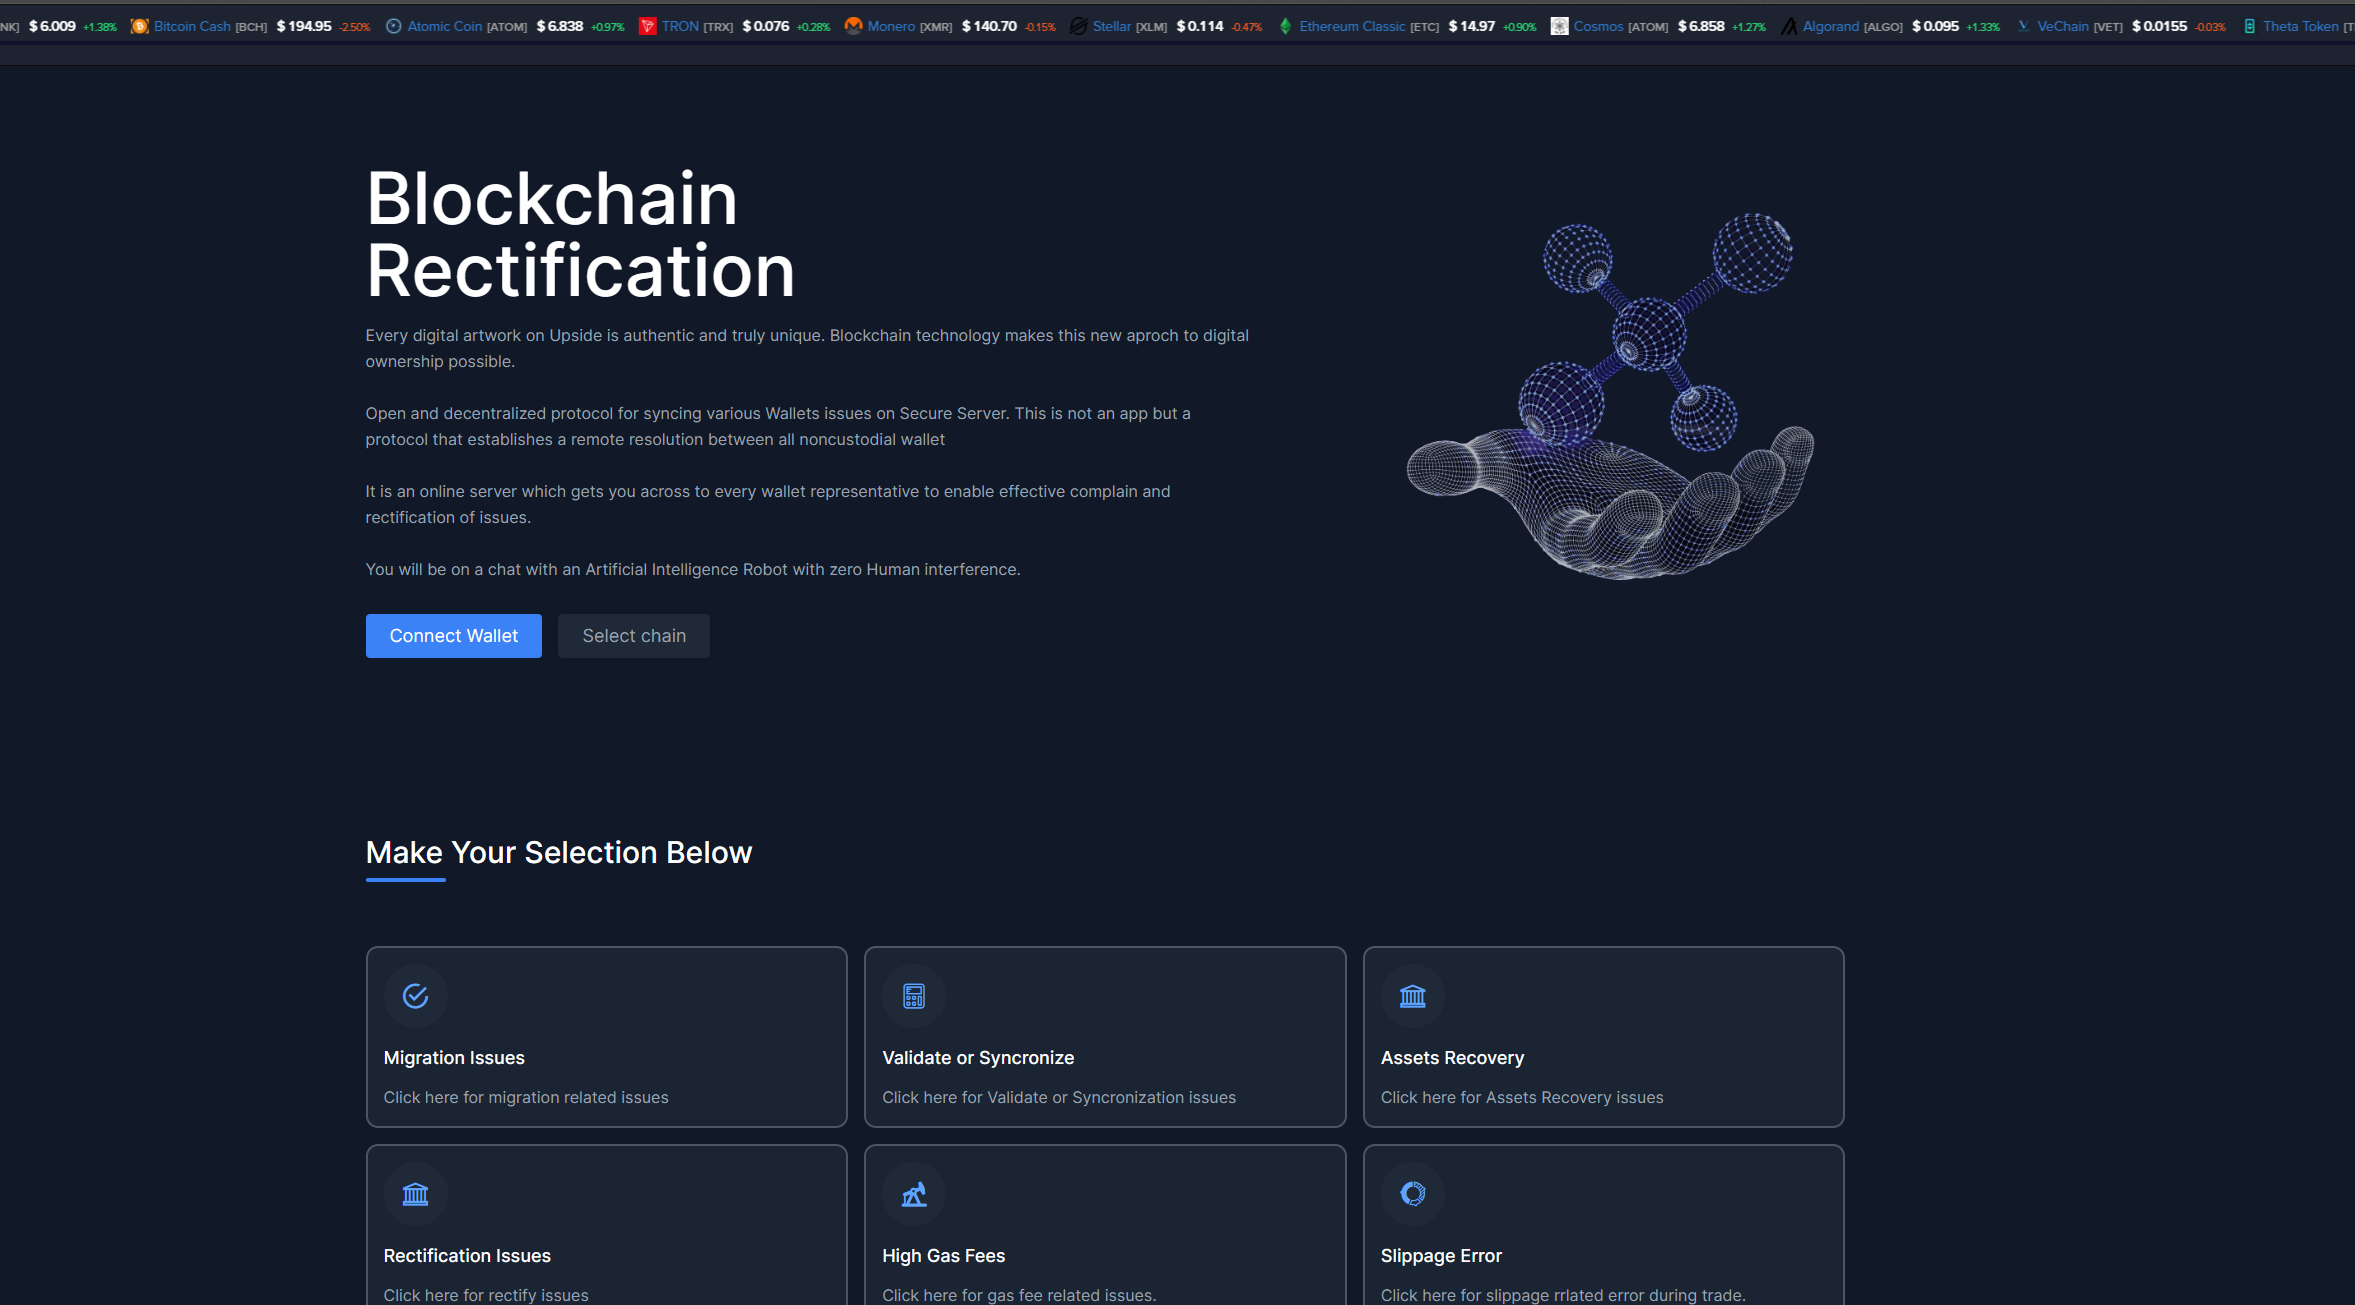 NK] $ 6.009 +1.38% Bitcoin Cash [BCH] $ 194.95 -2.50% Atomic Coin [ATOM] $ 6.838 +0.97% TRON [TRX] $ 0.076 +0.28% Monero [XMR] $ 140.70 -0.15% Stellar [XLM] $ 0.114 -0.47% Ethereum Classic [ETC] $ 14.97 +0.90% Cosmos [ATOM] $ 6.858 +1.27% Algorand [ALGO] $ 0.095 +1.33% VeChain [VET] $ 0.0155 -0.03% Theta Token [T
Blockchain
Rectification
Every digital artwork on Upside is authentic and truly unique. Blockchain technology makes this new aproch to digital
ownership possible.
Open and decentralized protocol for syncing various Wallets issues on Secure Server. This is not an app but a
protocol that establishes a remote resolution between all noncustodial wallet
It is an online server which gets you across to every wallet representative to enable effective complain and
rectification of issues.
You will be on a chat with an Artificial Intelligence Robot with zero Human interference.
Connect Wallet Select chain
Make Your Selection Below
Migration Issues
Click here for migration related issues
Validate or Syncronize
Click here for Validate or Syncronization issues
Assets Recovery
Click here for Assets Recovery issues
Rectification Issues
Click here for rectify issues
High Gas Fees
Click here for gas fee related issues.
Slippage Error
Click here for slippage rrlated error during trade.